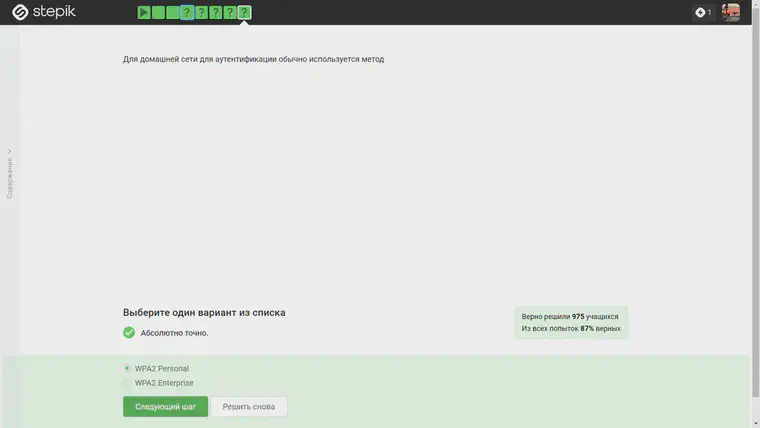 stepik
? ? ? ? ?
1
Для домашней сети для аутентификации обычно используется метод
Содержание
Выберите один вариант из списка
Абсолютно точно.
Верно решили 975 учащихся
Из всех попыток 87% верных
WPA2 Personal
WPA2 Enterprise
Следующий шаг
Решить снова